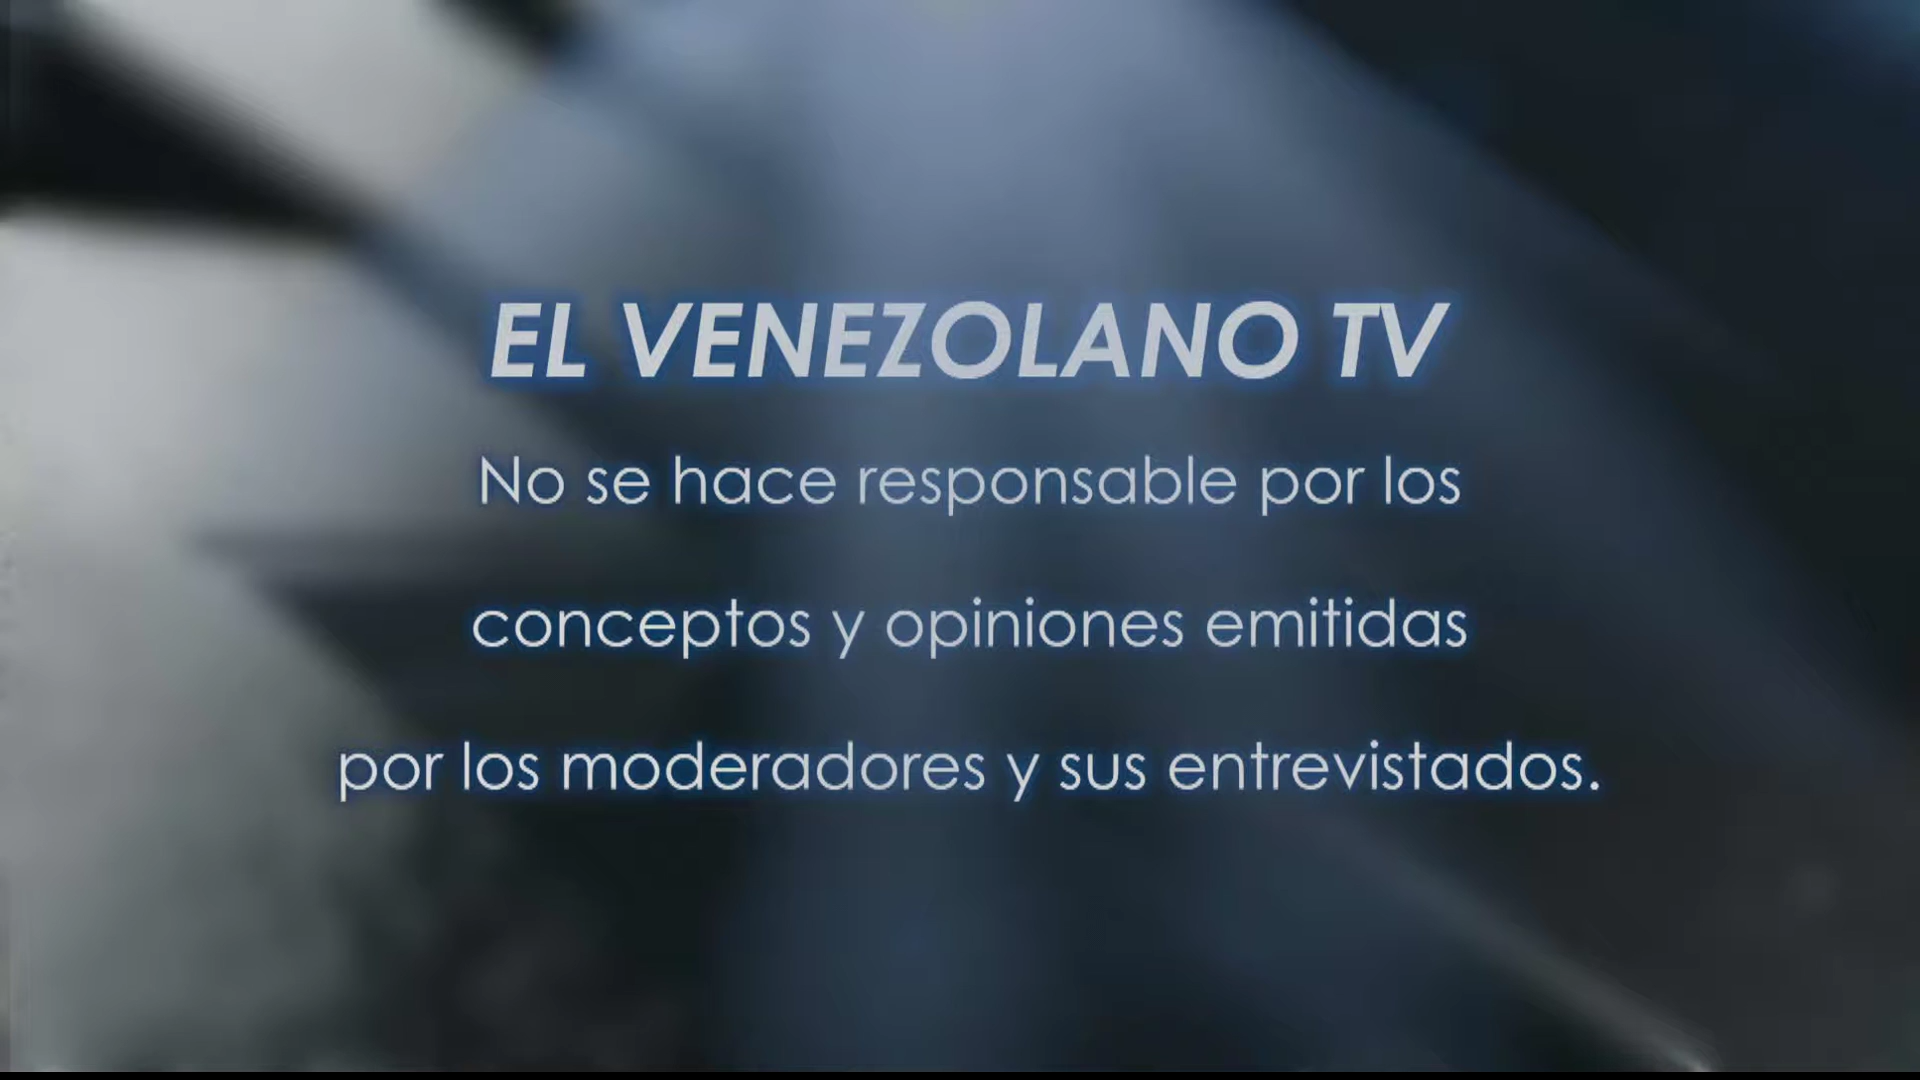 EL VENEZOLANO TV
No se hace responsable por los
conceptos y opiniones emitidas
por los moderadores y sus entrevistados.